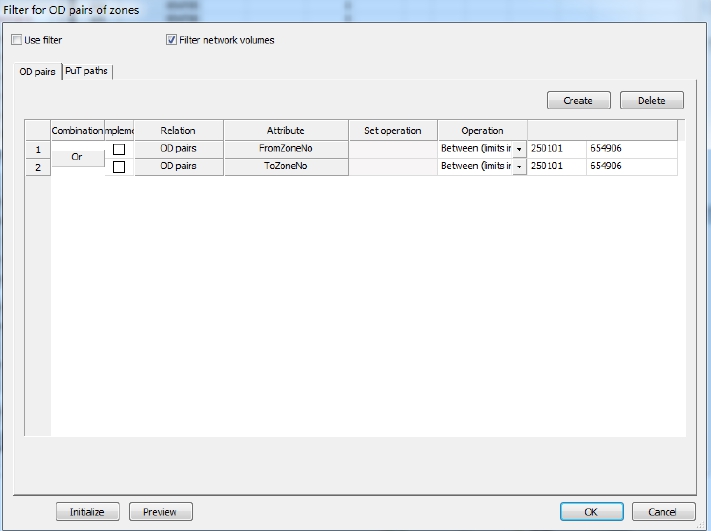 Filter for OD pairs of zones
Use filter Filter network volumes
OD pairs PuT paths
Create Delete
Combination mpleme Relation Attribute Set operation Operation
1 OD pairs FromZoneNo Between (imits ir 250101 654906
Or
2 OD pairs ToZoneNo Between (imits ir 250101 654906
Initialize Preview OK Cancel